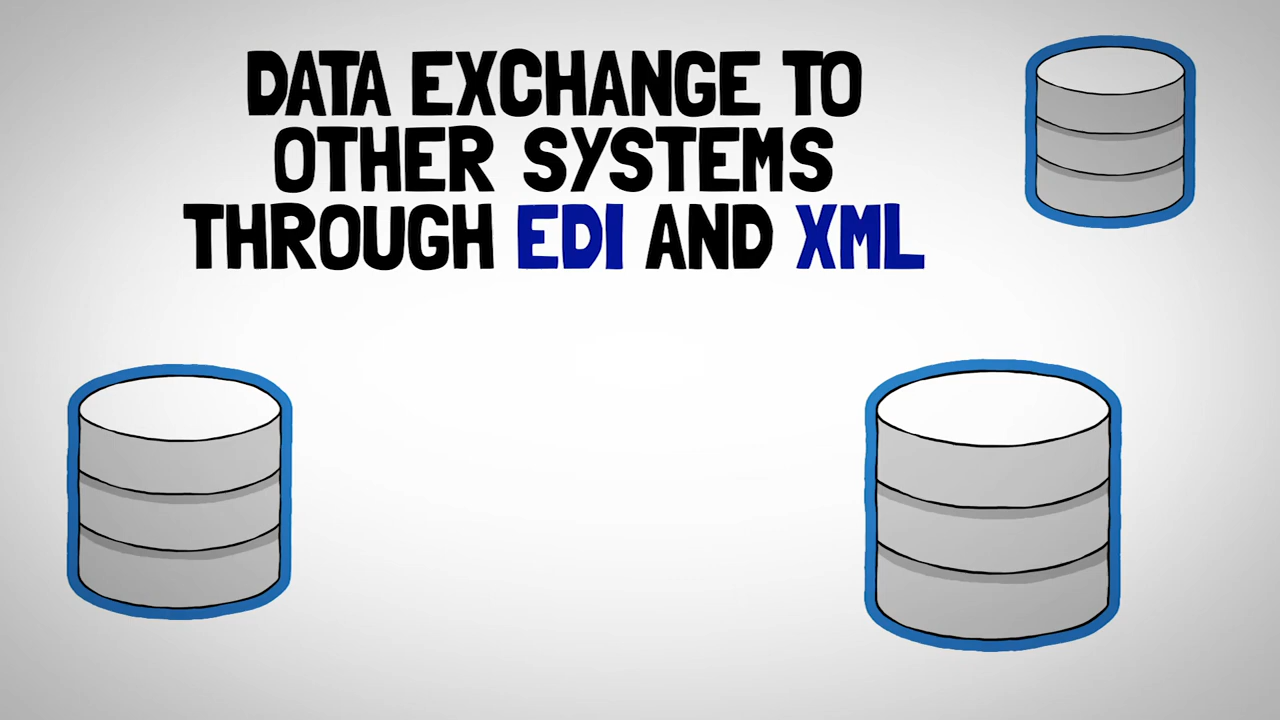 DATA EXCHANGE TO
OTHER SYSTEMS
THROUGH EDI AND XML